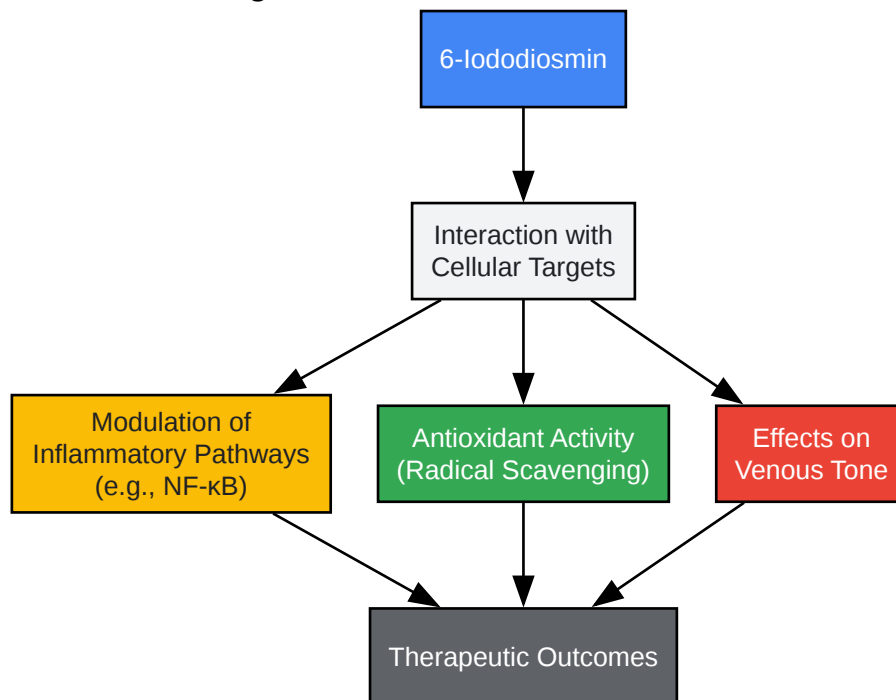 6-Iododiosmin
Interaction with
Cellular Targets
Modulation of
Inflammatory Pathways
(e.g., NF-κB)
Antioxidant Activity
(Radical Scavenging)
Effects on
Venous Tone
Therapeutic Outcomes